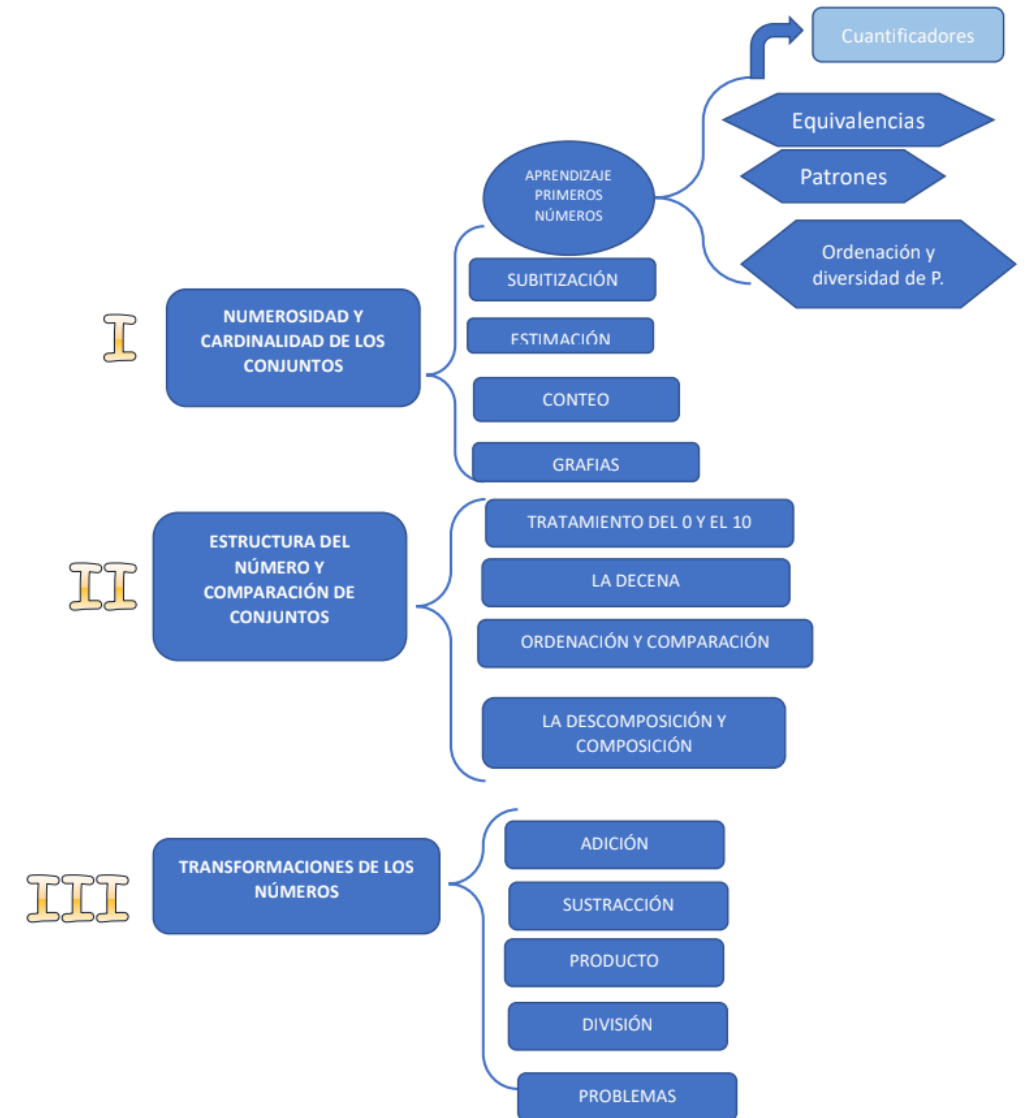 Cuantificadores
Equivalencias
Patrones
Ordenación y
diversidad de P.
APRENDIZAJE
PRIMEROS
NÚMEROS
SUBITIZACIÓN
ESTIMACIÓN
CONTEO
GRAFIAS
I
NUMEROSIDAD Y
CARDINALIDAD DE LOS
CONJUNTOS
II
ESTRUCTURA DEL
NÚMERO Y
COMPARACIÓN DE
CONJUNTOS
TRATAMIENTO DEL 0 Y EL 10
LA DECENA
ORDENACIÓN Y COMPARACIÓN
LA DESCOMPOSICIÓN Y
COMPOSICIÓN
III
TRANSFORMACIONES DE LOS
NÚMEROS
ADICIÓN
SUSTRACCIÓN
PRODUCTO
DIVISIÓN
PROBLEMAS